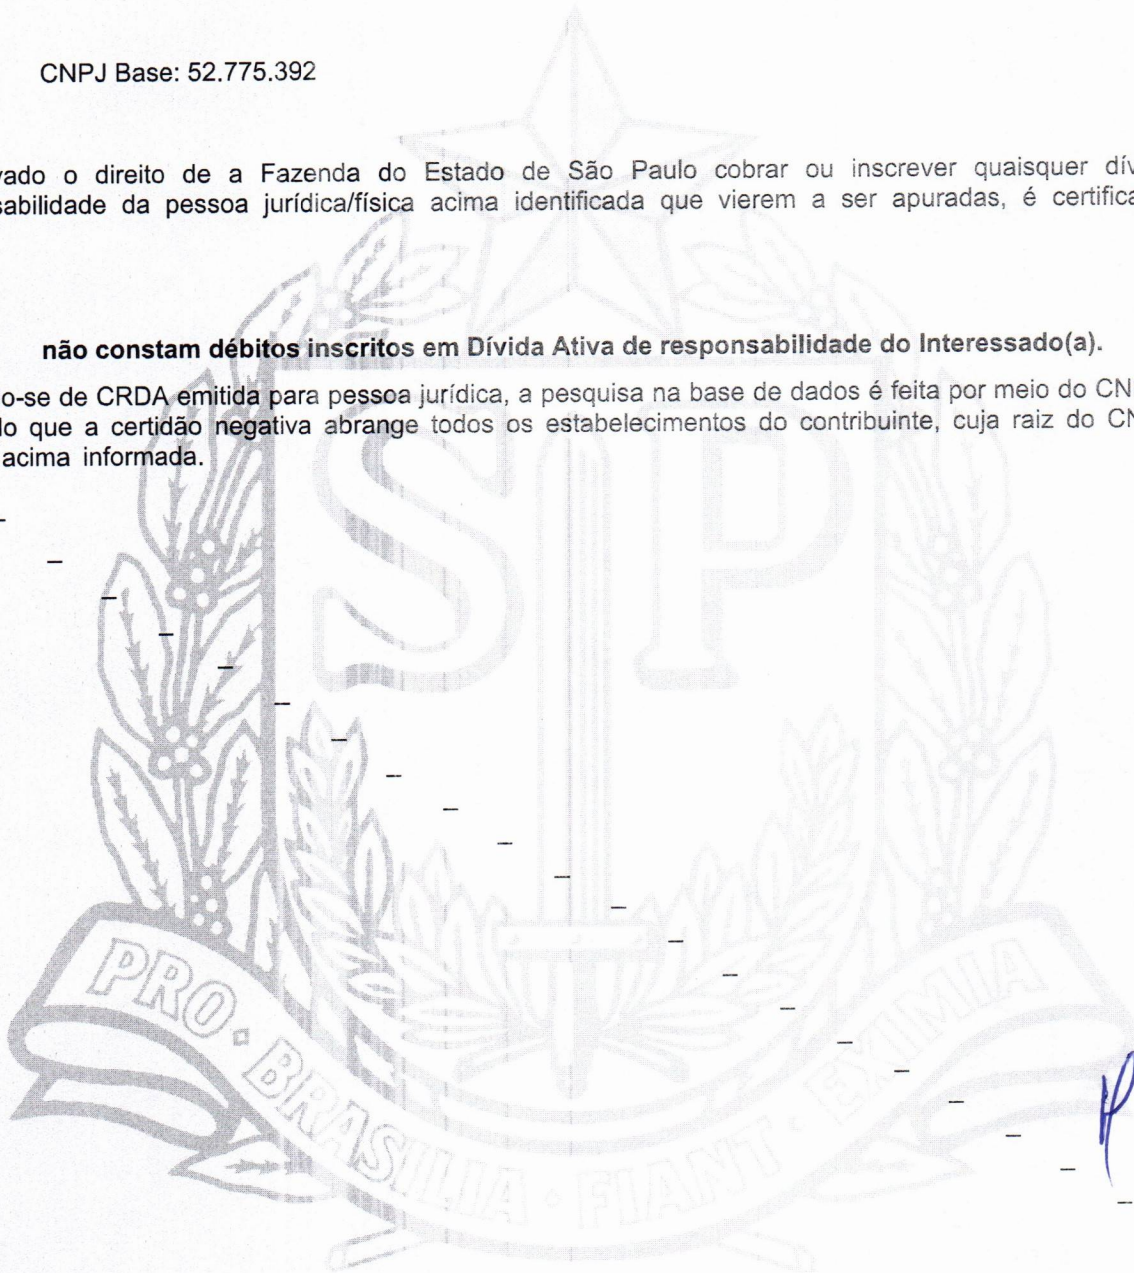 CNPJ Base: 52.775.392
vado o direito de a Fazenda do Estado de São Paulo cobrar ou inscrever quaisquer dív
sabilidade da pessoa jurídica/física acima identificada que vierem a ser apuradas, é certifica
não constam débitos inscritos em Dívida Ativa de responsabilidade do Interessado(a).
o-se de CRDA emitida para pessoa jurídica, a pesquisa na base de dados é feita por meio do CN
do que a certidão negativa abrange todos os estabelecimentos do contribuinte, cuja raiz do CN
acima informada.
SP
PRO · BRASILIA · FIANT · EXIMIA